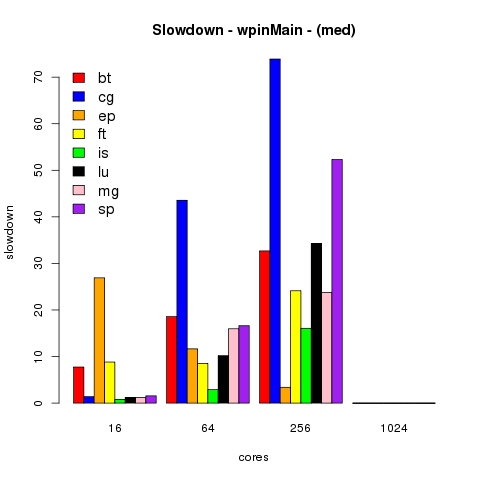 Slowdown - wpinMain - (med)
slowdown
70
60
50
40
30
20
10
0
bt
cg
ep
ft
is
lu
mg
sp
16 64 256 1024
cores